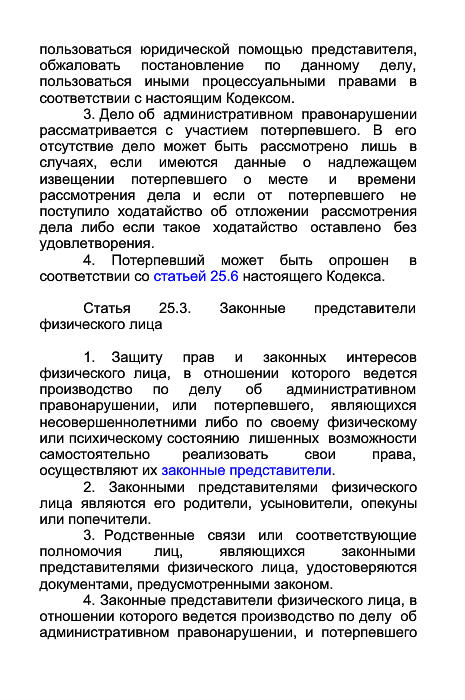 пользоваться юридической помощью представителя,
обжаловать постановление по данному делу,
пользоваться иными процессуальными правами в
соответствии с настоящим Кодексом.
3. Дело об административном правонарушении
рассматривается с участием потерпевшего. В его
отсутствие дело может быть рассмотрено лишь в
случаях, если имеются данные о надлежащем
извещении потерпевшего о месте и времени
рассмотрения дела и если от потерпевшего не
поступило ходатайство об отложении рассмотрения
дела либо если такое ходатайство оставлено без
удовлетворения.
4. Потерпевший может быть опрошен в
соответствии со статьей 25.6 настоящего Кодекса.
Статья 25.3. Законные представители
физического лица
1. Защиту прав и законных интересов
физического лица, в отношении которого ведется
производство по делу об административном
правонарушении, или потерпевшего, являющихся
несовершеннолетними либо по своему физическому
или психическому состоянию лишенных возможности
самостоятельно реализовать свои права,
осуществляют их законные представители.
2. Законными представителями физического
лица являются его родители, усыновители, опекуны
или попечители.
3. Родственные связи или соответствующие
полномочия лиц, являющихся законными
представителями физического лица, удостоверяются
документами, предусмотренными законом.
4. Законные представители физического лица, в
отношении которого ведется производство по делу об
административном правонарушении, и потерпевшего